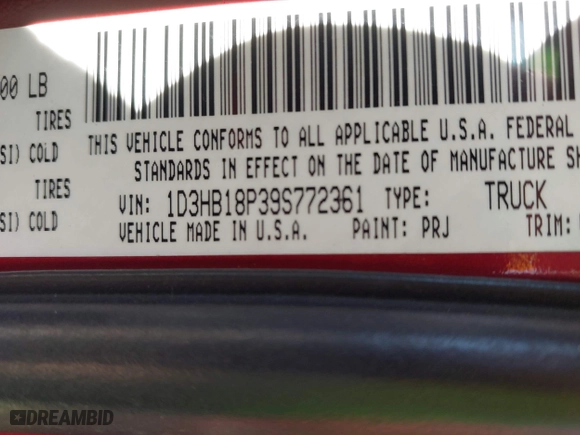 00 LB
TIRES
SI) COLD
TIRES
SI) COLD
THIS VEHICLE CONFORMS TO ALL APPLICABLE U.S.A. FEDERAL
STANDARDS IN EFFECT ON THE DATE OF MANUFACTURE SH
VIN: 1D3HB18P39S772361 TYPE: TRUCK
VEHICLE MADE IN U.S.A. PAINT: PRJ TRIM:
DREAMBID